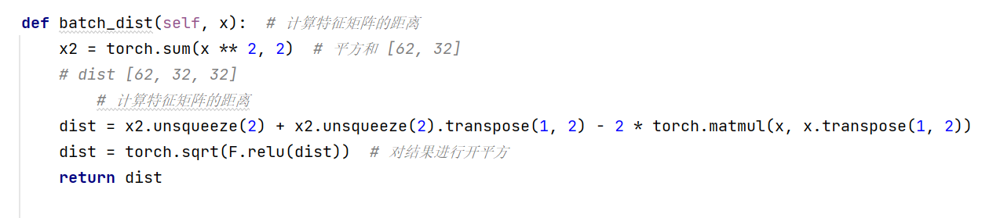 def batch_dist(self, x):  # 计算特征矩阵的距离
    x2 = torch.sum(x ** 2, 2)  # 平方和 [62, 32]
    # dist [62, 32, 32]
        # 计算特征矩阵的距离
    dist = x2.unsqueeze(2) + x2.unsqueeze(2).transpose(1, 2) - 2 * torch.matmul(x, x.transpose(1, 2))
    dist = torch.sqrt(F.relu(dist))  # 对结果进行开平方
    return dist